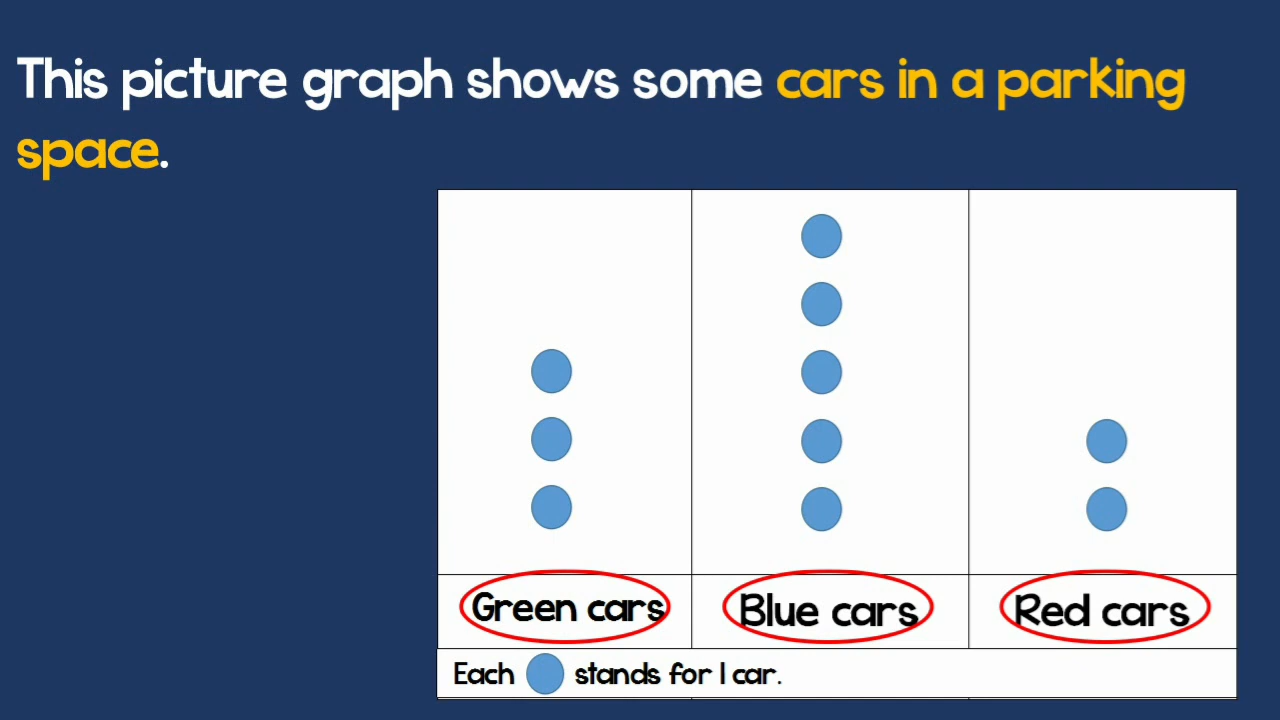 This picture graph shows some cars in a parking
space.
Green cars
Blue cars
Red cars
Each stands for 1 car.